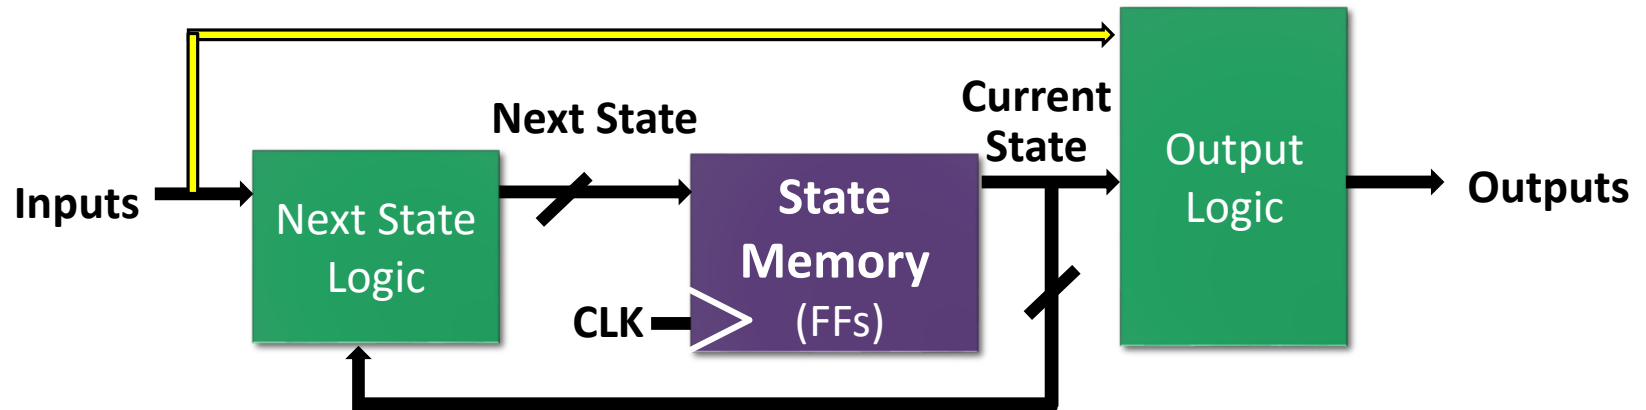 Inputs
Next State
Logic
Next State
CLK
State
Memory
(FFs)
Current
State
Output
Logic
Outputs